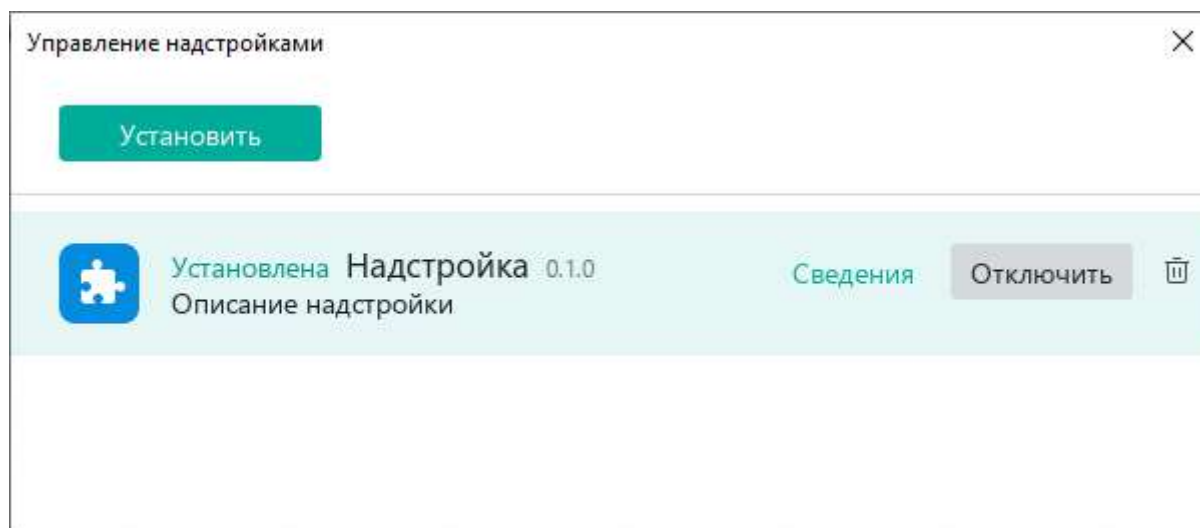 Управление надстройками
Установить
Установлена Надстройка 0.1.0 Сведения Отключить
Описание надстройки